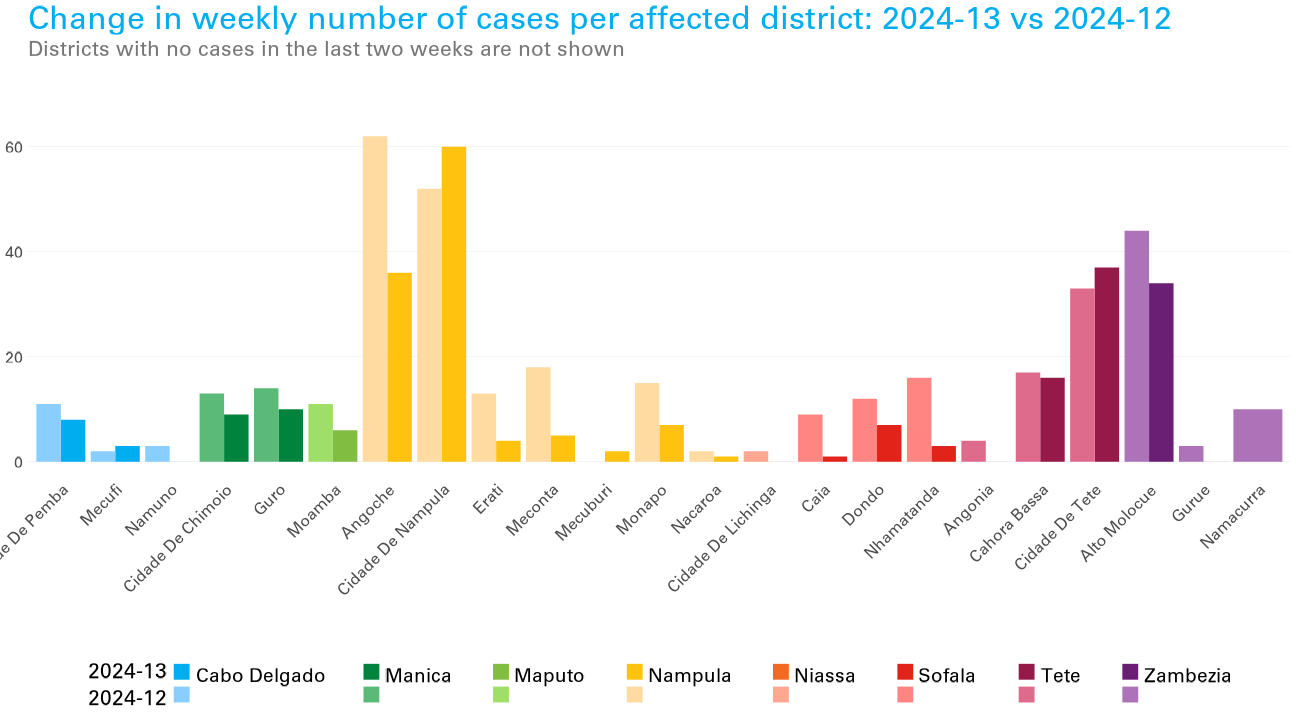 Change in weekly number of cases per affected district: 2024-13 vs 2024-12
Districts with no cases in the last two weeks are not shown
60
40
20
0
de De Pemba
Mecufi
Namuno
Cidade De Chimoio
Guro
Moamba
Angoche
Cidade De Nampula
Erati
Meconta
Mecuburi
Monapo
Nacaroa
Cidade De Lichinga
Caia
Dondo
Nhamatanda
Angonia
Cahora Bassa
Cidade De Tete
Alto Molocue
Gurue
Namacurra
2024-13 Cabo Delgado Manica Maputo Nampula Niassa Sofala Tete Zambezia
2024-12